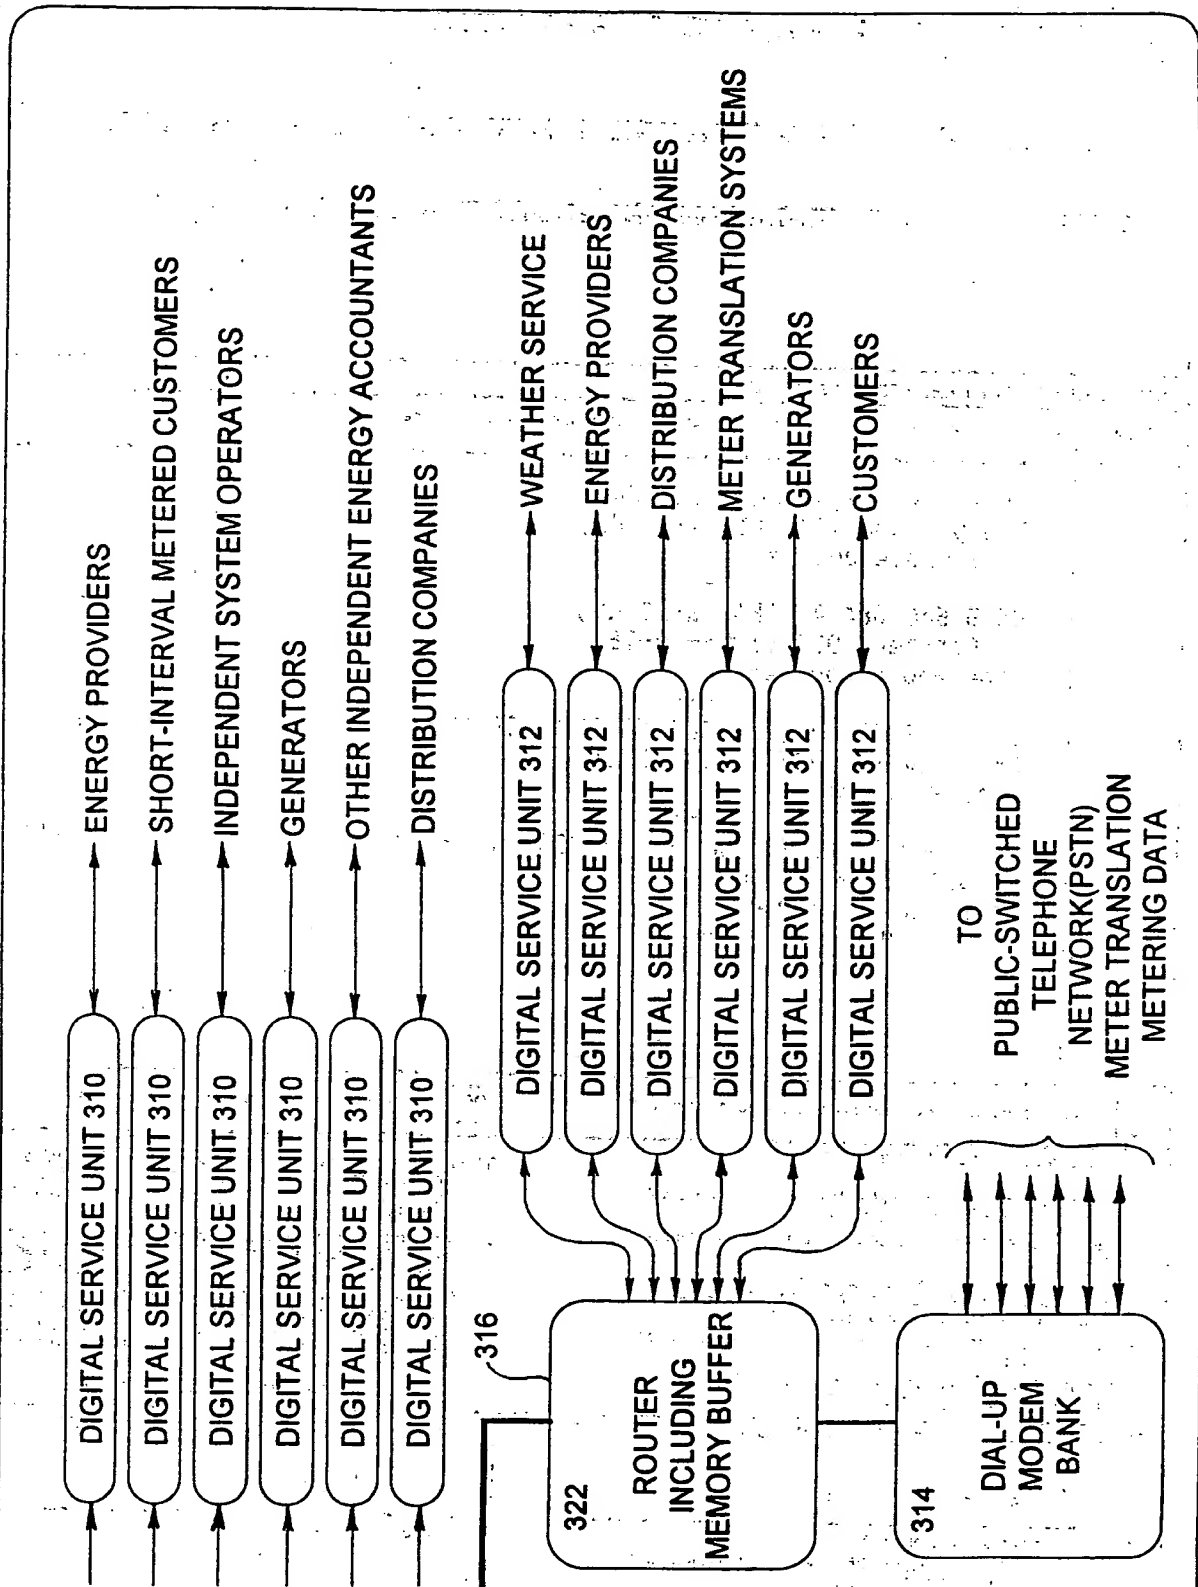 DIGITAL SERVICE UNIT 310
ENERGY PROVIDERS
DIGITAL SERVICE UNIT 310
SHORT-INTERVAL METERED CUSTOMERS
DIGITAL SERVICE UNIT 310
INDEPENDENT SYSTEM OPERATORS
DIGITAL SERVICE UNIT 310
GENERATORS
DIGITAL SERVICE UNIT 310
OTHER INDEPENDENT ENERGY ACCOUNTANTS
DIGITAL SERVICE UNIT 310
DISTRIBUTION COMPANIES
316
322
ROUTER
INCLUDING
MEMORY BUFFER
DIGITAL SERVICE UNIT 312
WEATHER SERVICE
DIGITAL SERVICE UNIT 312
ENERGY PROVIDERS
DIGITAL SERVICE UNIT 312
DISTRIBUTION COMPANIES
DIGITAL SERVICE UNIT 312
METER TRANSLATION SYSTEMS
DIGITAL SERVICE UNIT 312
GENERATORS
DIGITAL SERVICE UNIT 312
CUSTOMERS
314
DIAL-UP
MODEM
BANK
TO
PUBLIC-SWITCHED
TELEPHONE
NETWORK(PSTN)
METER TRANSLATION
METERING DATA